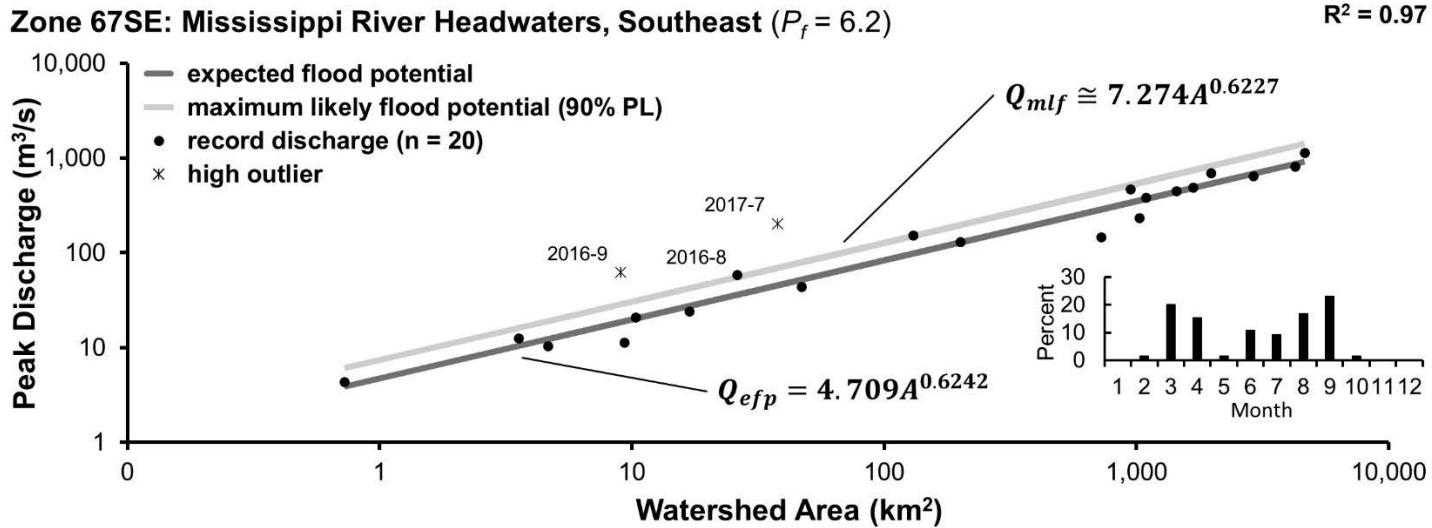 Zone 67SE: Mississippi River Headwaters, Southeast (P_f = 6.2)
R² = 0.97
10,000
1,000
100
10
1
Peak Discharge (m³/s)
expected flood potential
maximum likely flood potential (90% PL)
record discharge (n = 20)
high outlier
Q_mlf ≅ 7.274A^0.6227
2017-7
2016-9
2016-8
Q_efp = 4.709A^0.6242
30
20
10
0
Percent
1 2 3 4 5 6 7 8 9 10 11 12
Month
0 1 10 100 1,000 10,000
Watershed Area (km²)